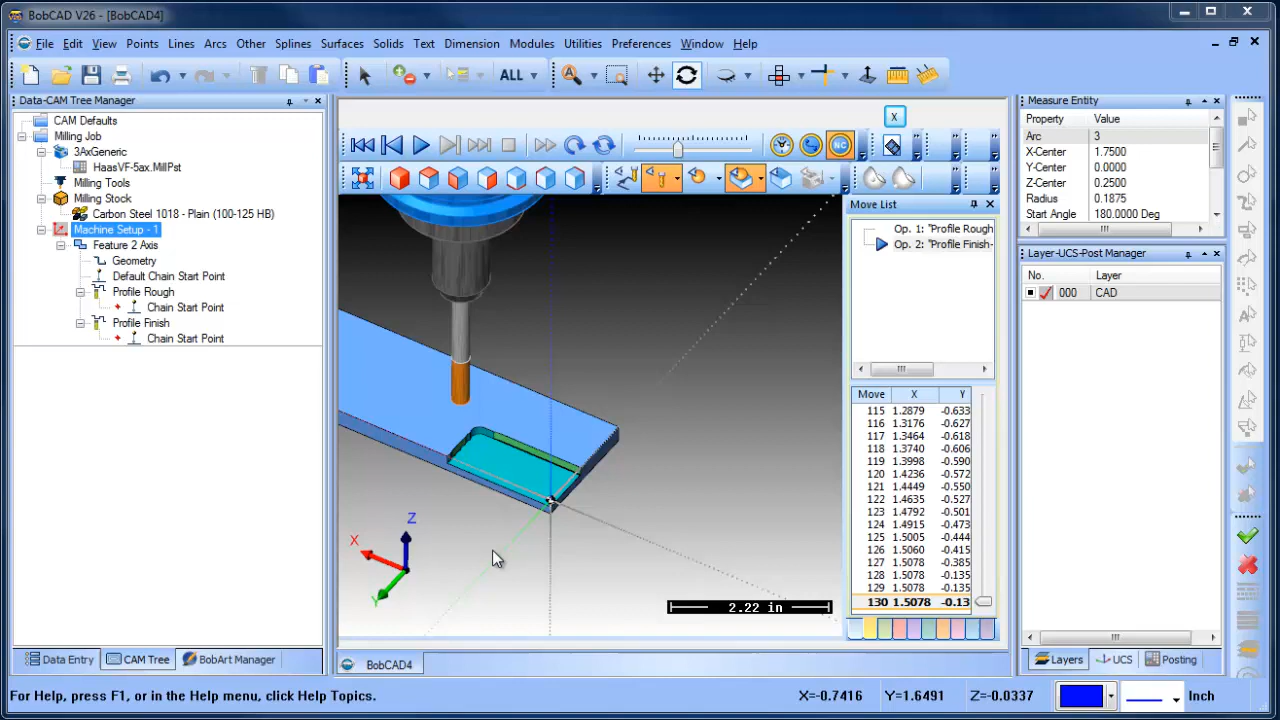 BobCAD V26 - [BobCAD4]
File Edit View Points Lines Arcs Other Splines Surfaces Solids Text Dimension Modules Utilities Preferences Window Help
ALL
Data-CAM Tree Manager
CAM Defaults
Milling Job
3AxGeneric
HaasVF-5ax.MillPst
Milling Tools
Milling Stock
Carbon Steel 1018 - Plain (100-125 HB)
Machine Setup - 1
Feature 2 Axis
Geometry
Default Chain Start Point
Profile Rough
Chain Start Point
Profile Finish
Chain Start Point
Data Entry CAM Tree BobArt Manager
X
NC
Z
X
Y
2.22 in
BobCAD4
Move List
Op. 1: "Profile Rough
Op. 2: "Profile Finish-
Move X Y
115 1.2879 -0.633
116 1.3176 -0.627
117 1.3464 -0.618
118 1.3740 -0.606
119 1.3998 -0.590
120 1.4236 -0.572
121 1.4449 -0.550
122 1.4635 -0.527
123 1.4792 -0.501
124 1.4915 -0.473
125 1.5005 -0.444
126 1.5060 -0.415
127 1.5078 -0.385
128 1.5078 -0.135
129 1.5078 -0.135
130 1.5078 -0.13
Measure Entity
Property Value
Arc 3
X-Center 1.7500
Y-Center 0.0000
Z-Center 0.2500
Radius 0.1875
Start Angle 180.0000 Deg
Layer-UCS-Post Manager
No. Layer
000 CAD
Layers UCS Posting
For Help, press F1, or in the Help menu, click Help Topics.
X=-0.7416 Y=1.6491 Z=-0.0337 Inch